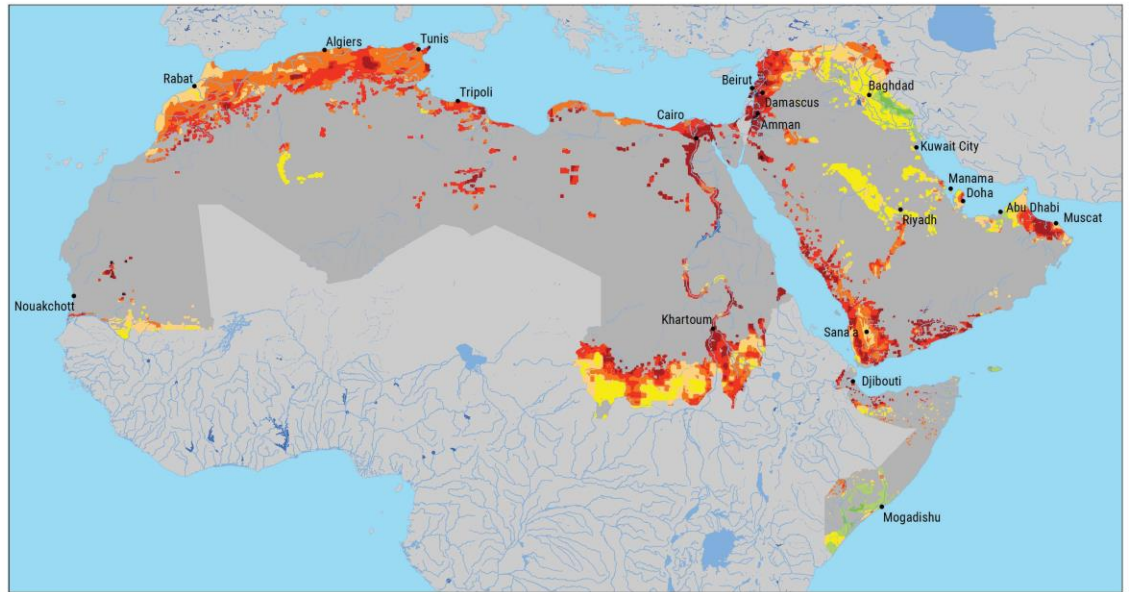 Algiers
Tunis
Rabat
Tripoli
Beirut
Damascus
Baghdad
Cairo
Amman
Kuwait City
Manama
Doha
Abu Dhabi
Riyadh
Muscat
Nouakchott
Khartoum
Sana'a
Djibouti
Mogadishu